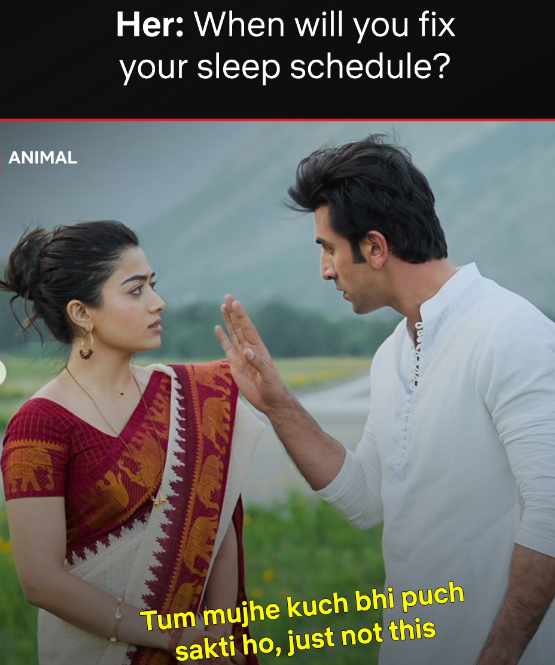 Her: When will you fix
your sleep schedule?
ANIMAL
Tum mujhe kuch bhi puch
sakti ho, just not this